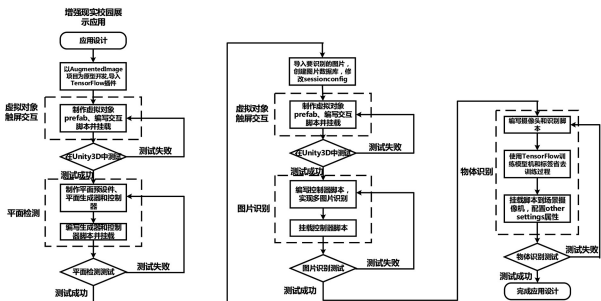 增强现实校园展
示应用
应用设计
以AugmentedImage
项目为原型开发,导入
TensorFlow插件
虚拟对象
触屏交互
制作虚拟对象
prefab、编写交互
脚本并挂载
在Unity3D中测试
测试失败
测试成功
平面检测
制作平面预设件、
平面生成器和控制
器
编写生成器和控制
器脚本并挂载
平面检测测试
测试失败
测试成功
导入要识别的图片，
创建图片数据库，修
改sessionconfig
虚拟对象
触屏交互
制作虚拟对象
prefab、编写交互
脚本并挂载
在Unity3D中测试
测试失败
测试成功
图片识别
编写控制器脚本，
实现多图片识别
挂载控制器脚本
图片识别测试
测试失败
测试成功
物体识别
编写摄像头和识别脚
本
使用TensorFlow训
练模型机和标签省去
训练过程
挂载脚本到场景摄
像机，配置other
settings属性
物体识别测试
测试失败
测试成功
完成应用设计